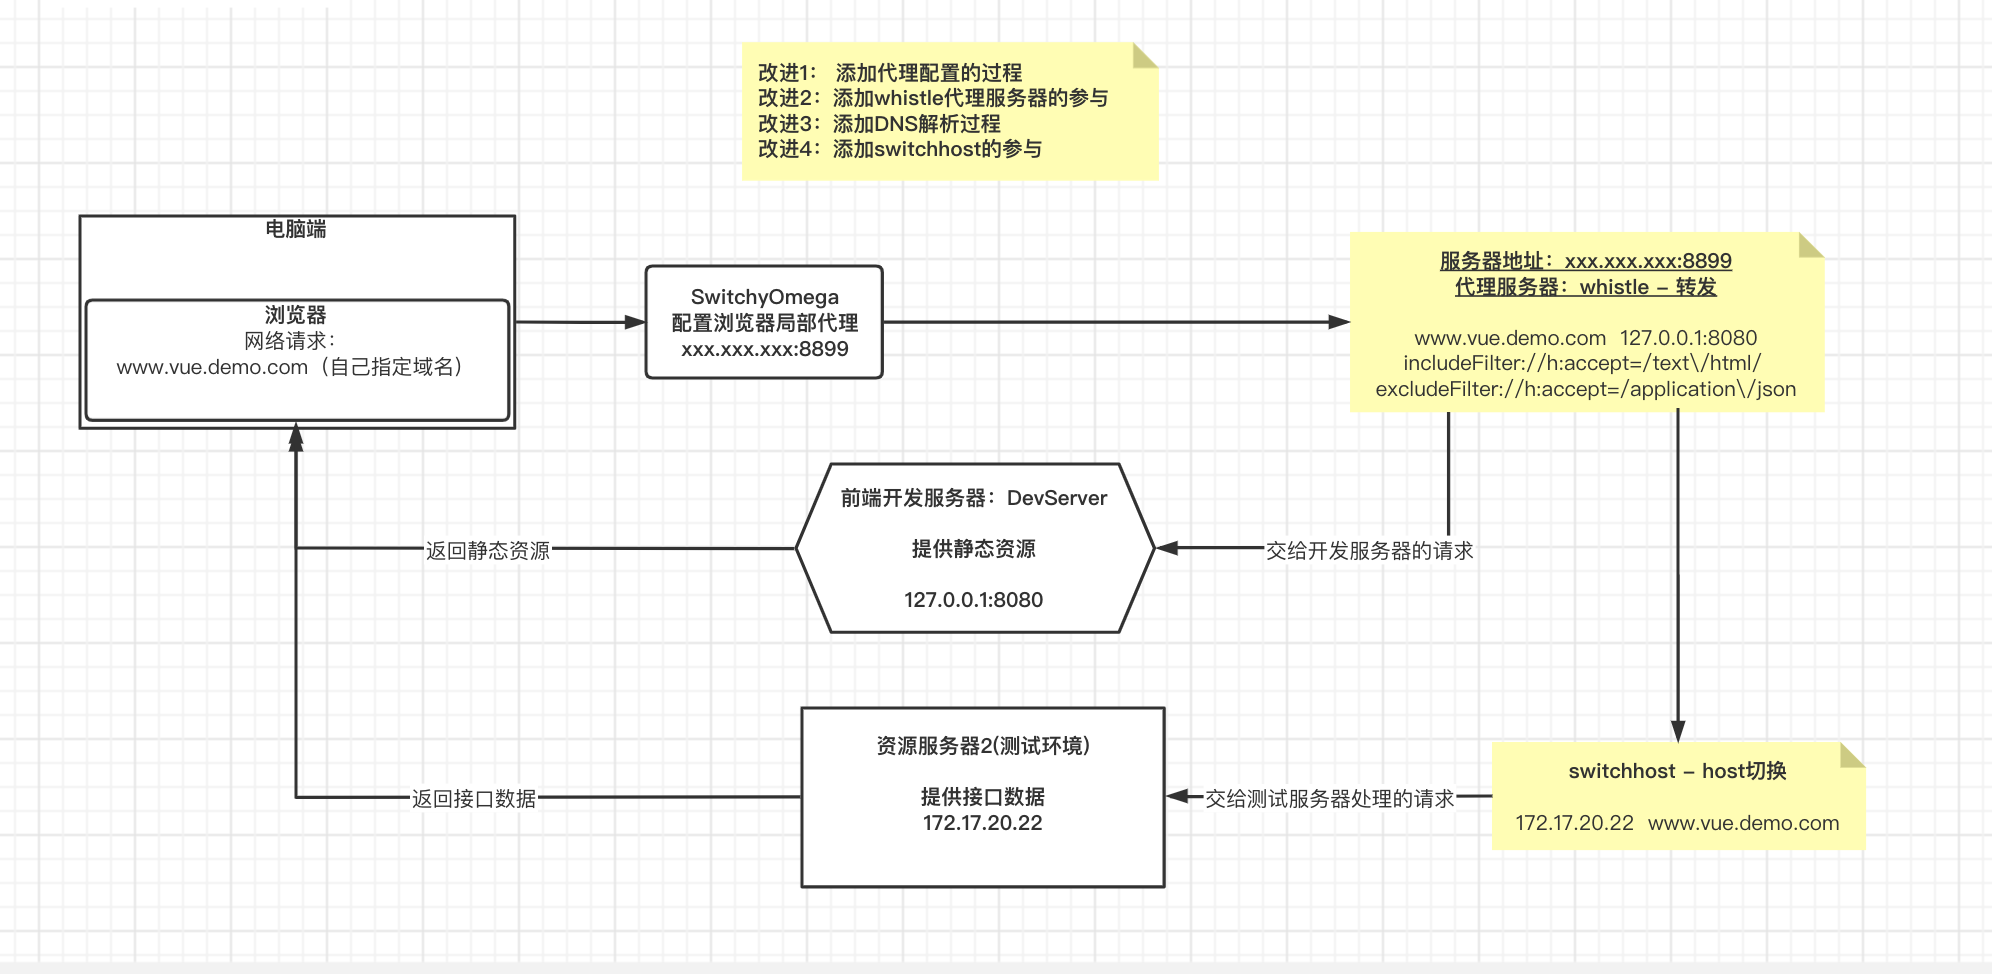 改进1： 添加代理配置的过程
改进2：添加whistle代理服务器的参与
改进3：添加DNS解析过程
改进4：添加switchhost的参与
电脑端
浏览器
网络请求：
www.vue.demo.com（自己指定域名）
SwitchyOmega
配置浏览器局部代理
xxx.xxx.xxx:8899
服务器地址：xxx.xxx.xxx:8899
代理服务器：whistle - 转发
www.vue.demo.com 127.0.0.1:8080
includeFilter://h:accept=/text\/html/
excludeFilter://h:accept=/application\/json
前端开发服务器：DevServer
提供静态资源
127.0.0.1:8080
返回静态资源
交给开发服务器的请求
资源服务器2(测试环境)
提供接口数据
172.17.20.22
返回接口数据
交给测试服务器处理的请求
switchhost - host切换
172.17.20.22 www.vue.demo.com